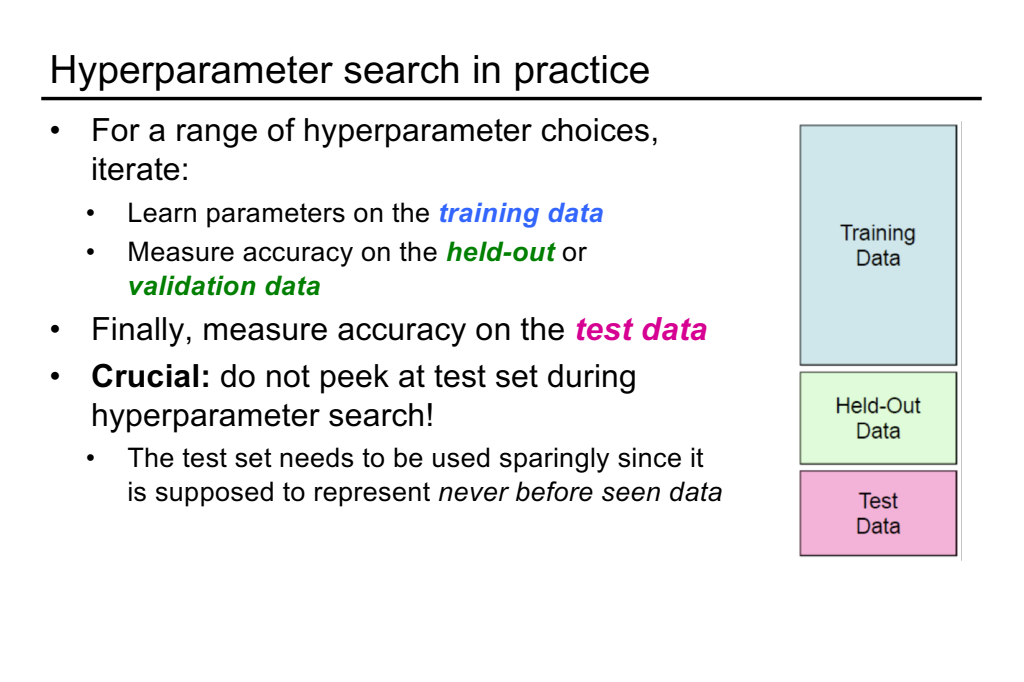 Hyperparameter search in practice
• For a range of hyperparameter choices,
iterate:
• Learn parameters on the training data
• Measure accuracy on the held-out or
validation data
• Finally, measure accuracy on the test data
• Crucial: do not peek at test set during
hyperparameter search!
• The test set needs to be used sparingly since it
is supposed to represent never before seen data
Training
Data
Held-Out
Data
Test
Data